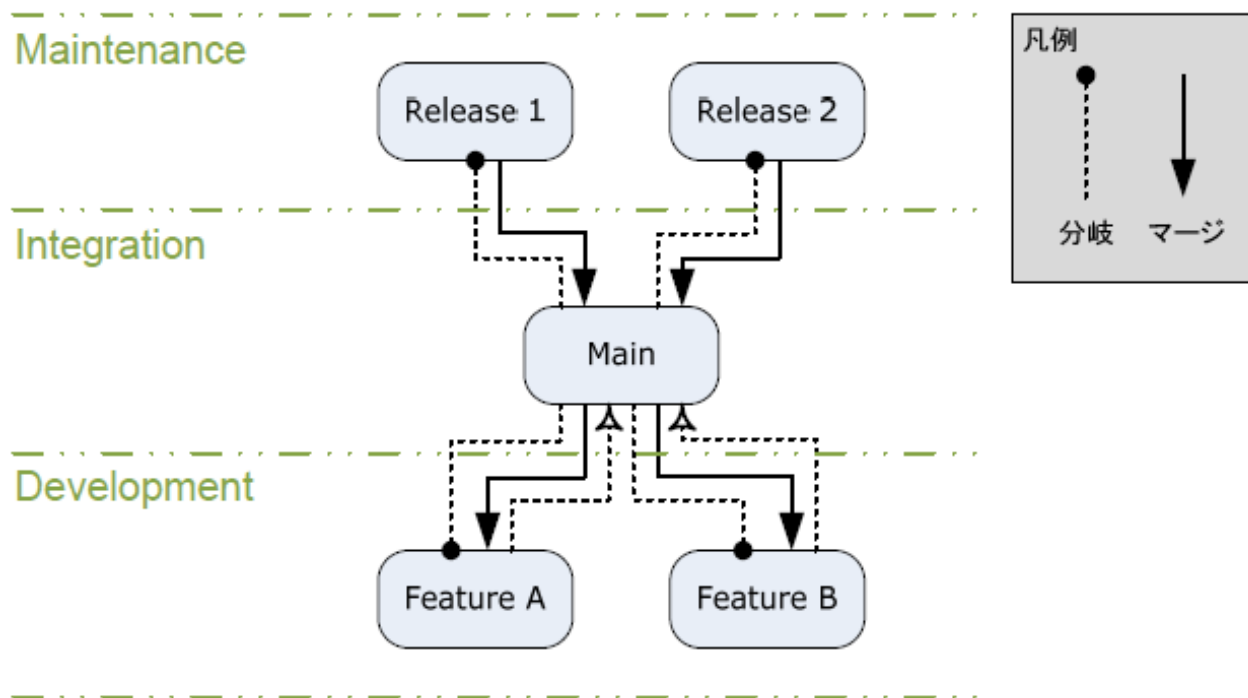 Maintenance
Release 1
Release 2
凡例
分岐
マージ
Integration
Main
Development
Feature A
Feature B